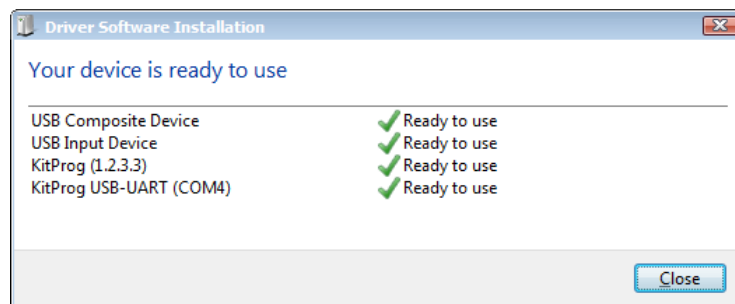 Driver Software Installation
Your device is ready to use
USB Composite Device Ready to use
USB Input Device Ready to use
KitProg (1.2.3.3) Ready to use
KitProg USB-UART (COM4) Ready to use
Close